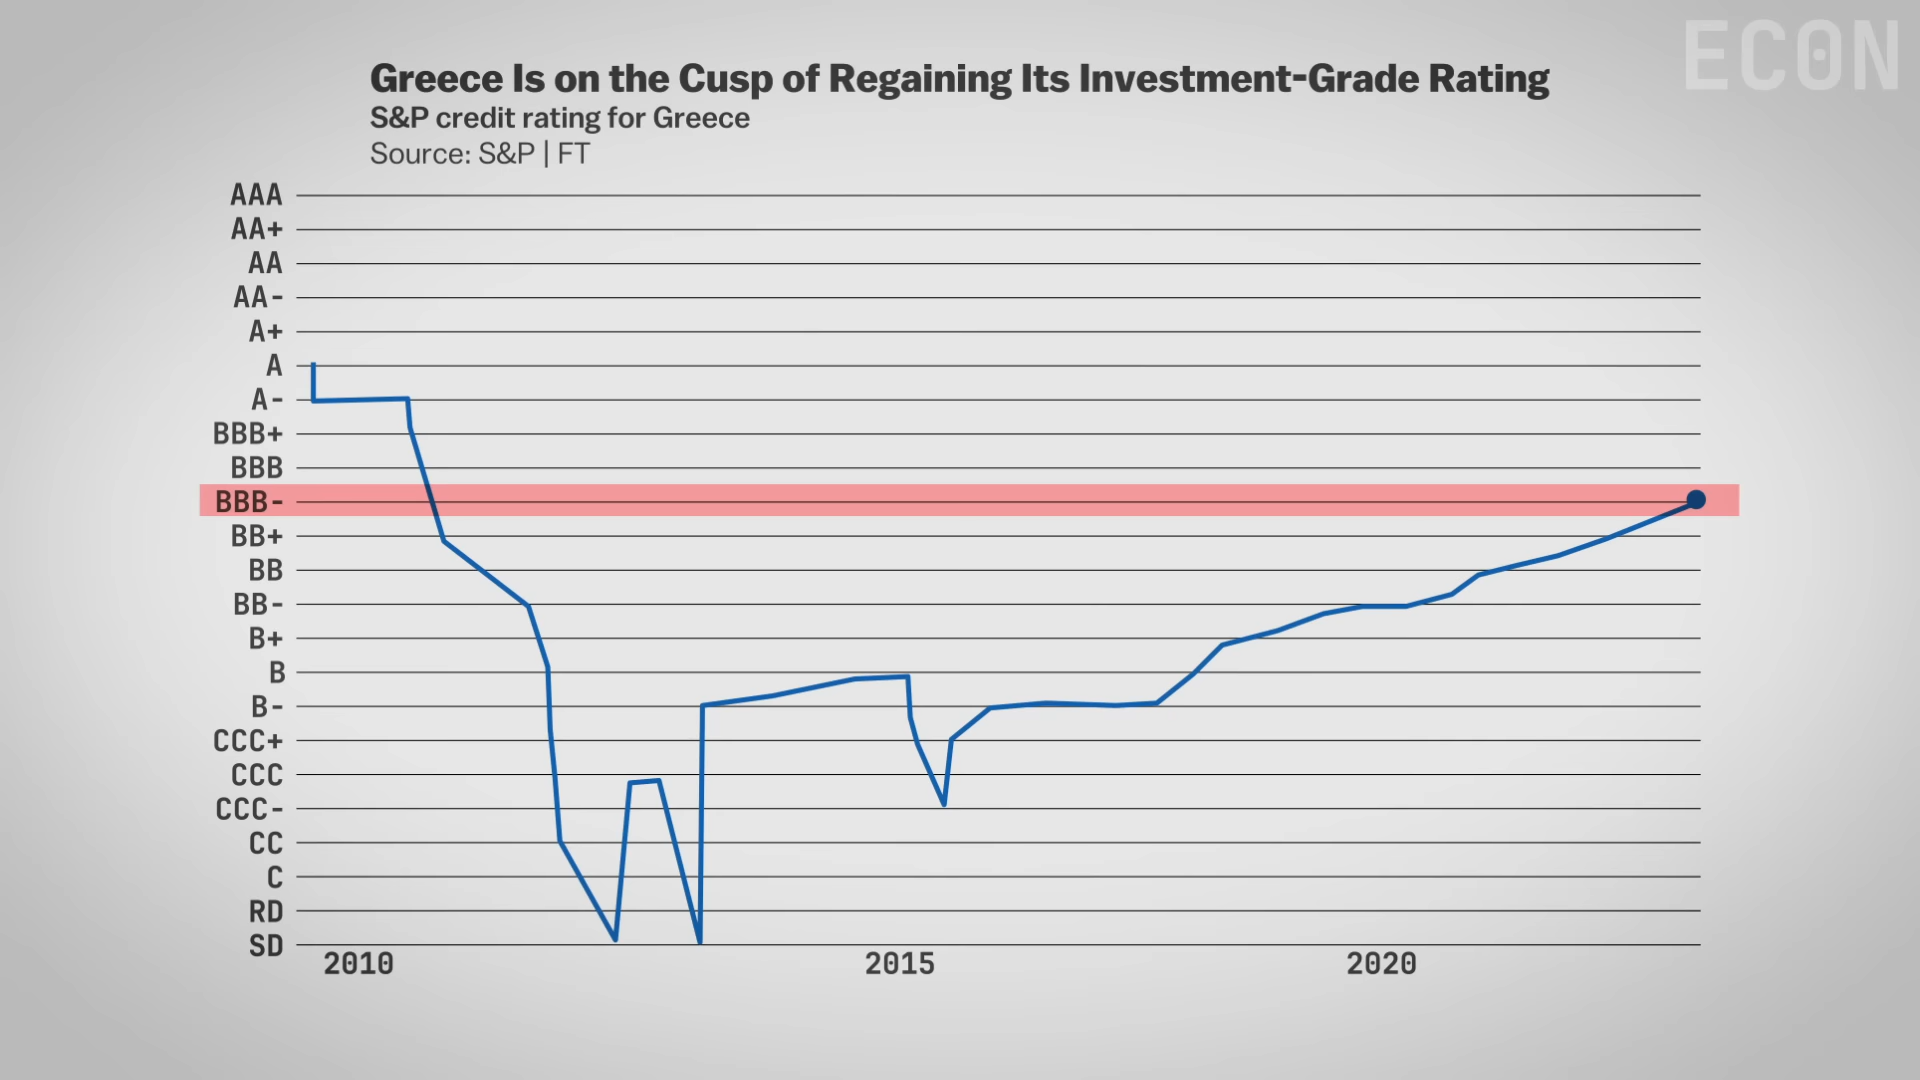 ECON
Greece Is on the Cusp of Regaining Its Investment-Grade Rating
S&P credit rating for Greece
Source: S&P | FT
AAA
AA+
AA
AA-
A+
A
A-
BBB+
BBB
BBB-
BB+
BB
BB-
B+
B
B-
CCC+
CCC
CCC-
CC
C
RD
SD
2010 2015 2020